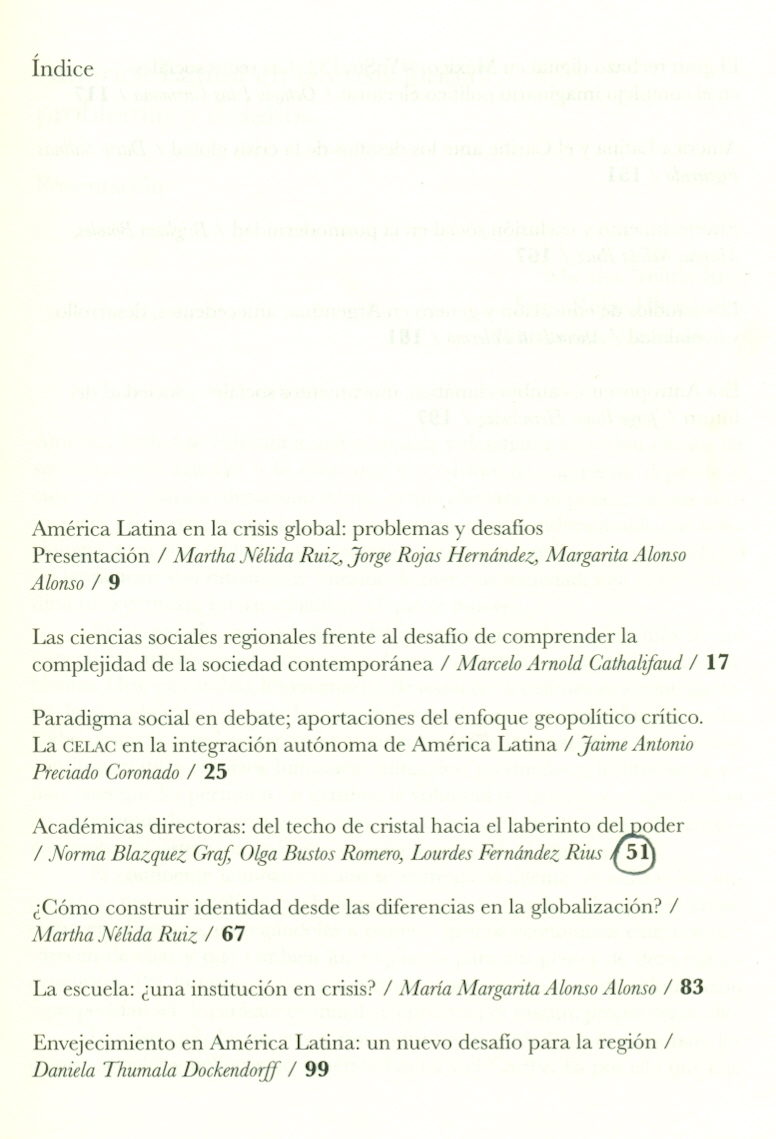 Índice
América Latina en la crisis global: problemas y desafíos
Presentación / Martha Nélida Ruiz, Jorge Rojas Hernández, Margarita Alonso
Alonso / 9
Las ciencias sociales regionales frente al desafío de comprender la
complejidad de la sociedad contemporánea / Marcelo Arnold Cathalifaud / 17
Paradigma social en debate; aportaciones del enfoque geopolítico crítico.
La CELAC en la integración autónoma de América Latina / Jaime Antonio
Preciado Coronado / 25
Académicas directoras: del techo de cristal hacia el laberinto del poder
/ Norma Blazquez Graf, Olga Bustos Romero, Lourdes Fernández Rius / 51
¿Cómo construir identidad desde las diferencias en la globalización? /
Martha Nélida Ruiz / 67
La escuela: ¿una institución en crisis? / María Margarita Alonso Alonso / 83
Envejecimiento en América Latina: un nuevo desafío para la región /
Daniela Thumala Dockendorff / 99